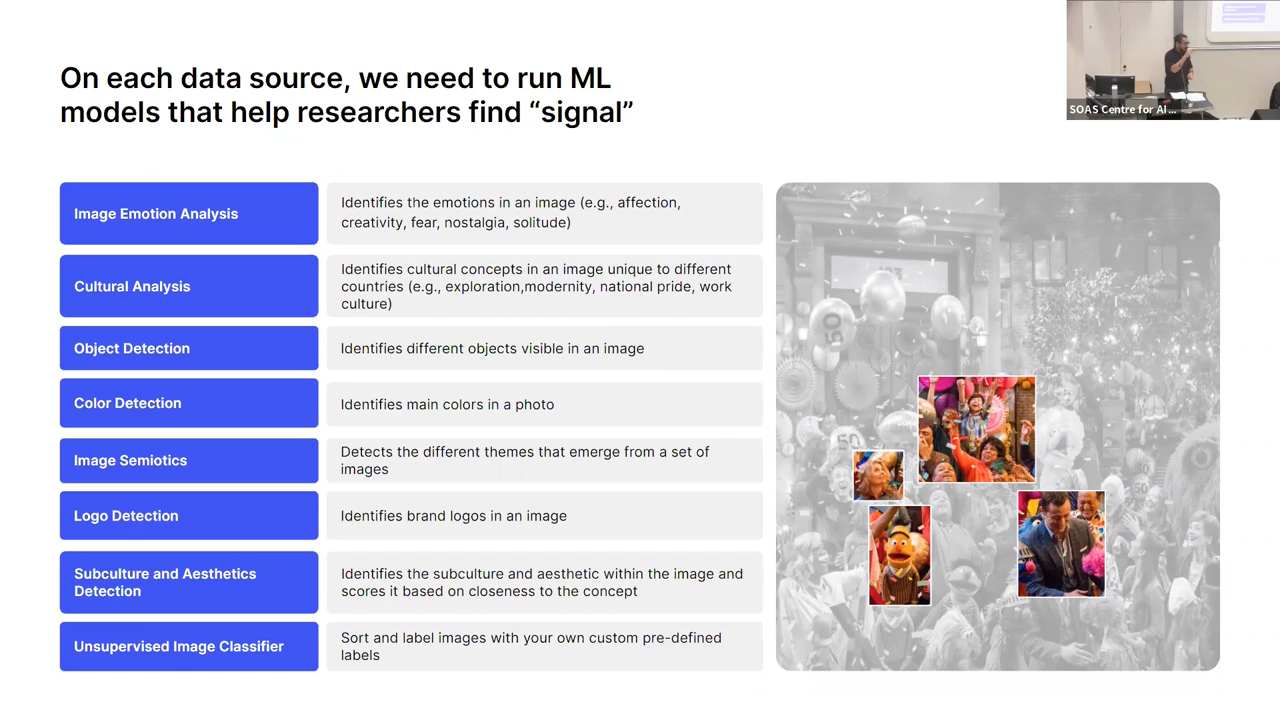 On each data source, we need to run ML
models that help researchers find “signal”
SOAS Centre for AI ...
Image Emotion Analysis
Identifies the emotions in an image (e.g., affection,
creativity, fear, nostalgia, solitude)
Cultural Analysis
Identifies cultural concepts in an image unique to different
countries (e.g., exploration,modernity, national pride, work
culture)
Object Detection
Identifies different objects visible in an image
Color Detection
Identifies main colors in a photo
Image Semiotics
Detects the different themes that emerge from a set of
images
Logo Detection
Identifies brand logos in an image
Subculture and Aesthetics
Detection
Identifies the subculture and aesthetic within the image and
scores it based on closeness to the concept
Unsupervised Image Classifier
Sort and label images with your own custom pre-defined
labels
50
50